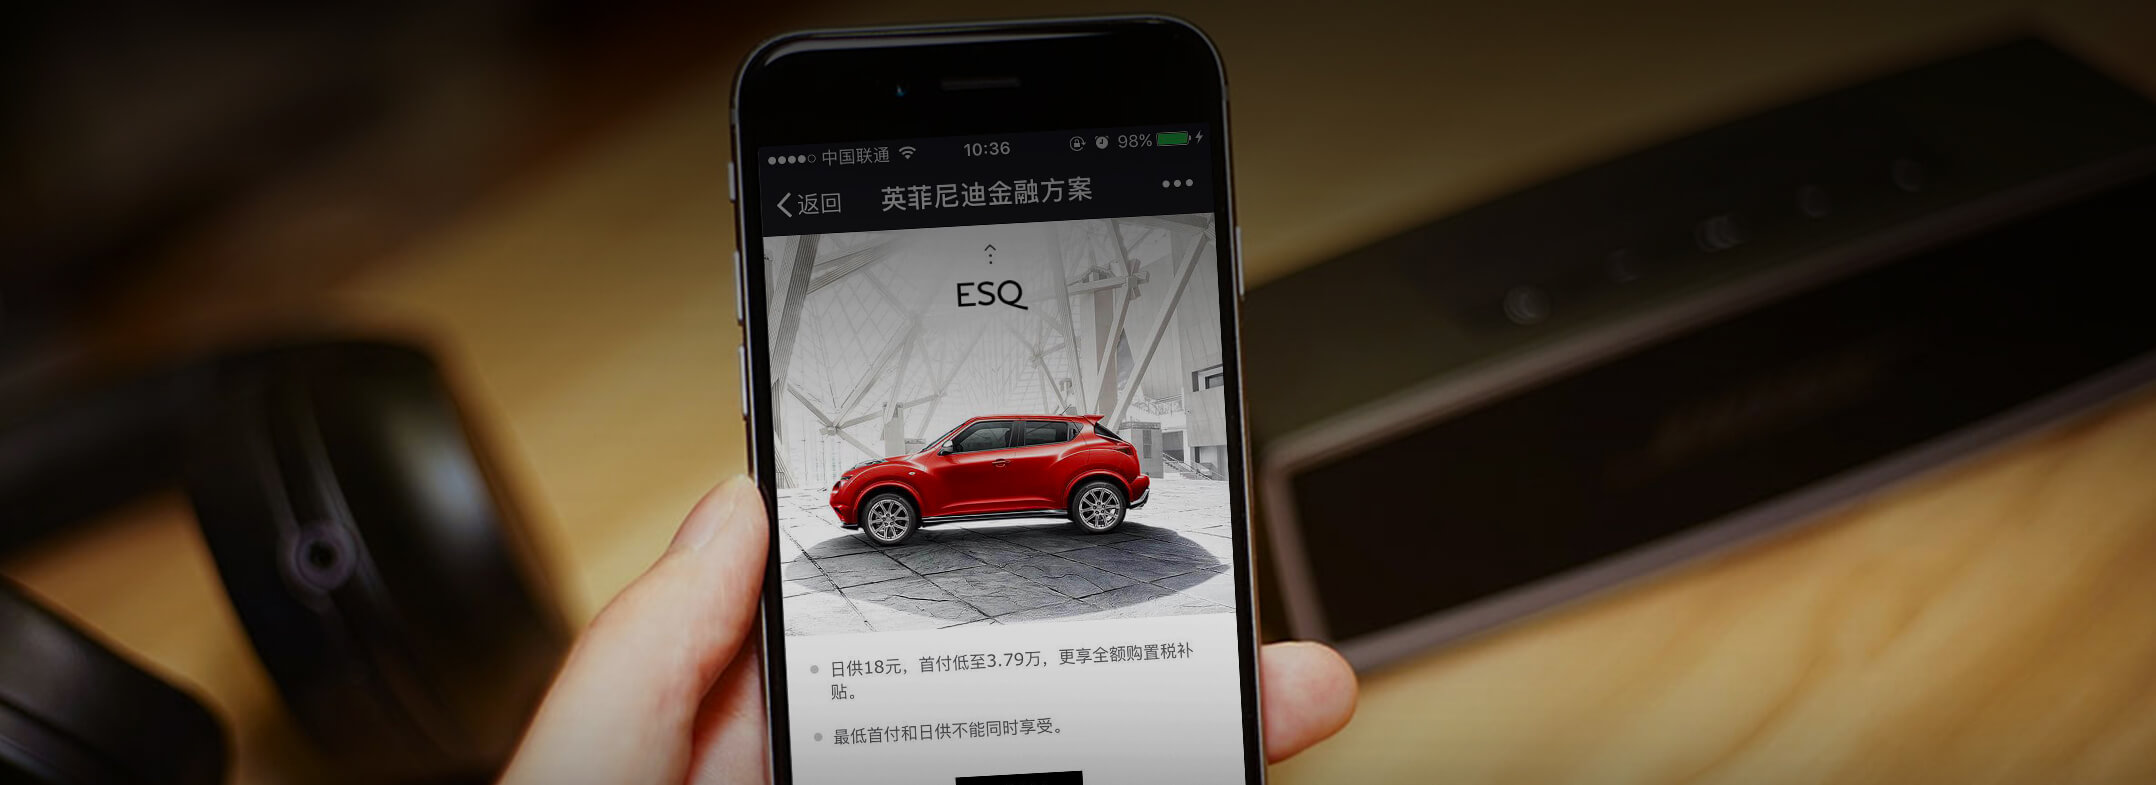 中国联通 10:36 98%
返回 英菲尼迪金融方案
ESQ
日供18元，首付低至3.79万，更享全额购置税补
贴。
最低首付和日供不能同时享受。